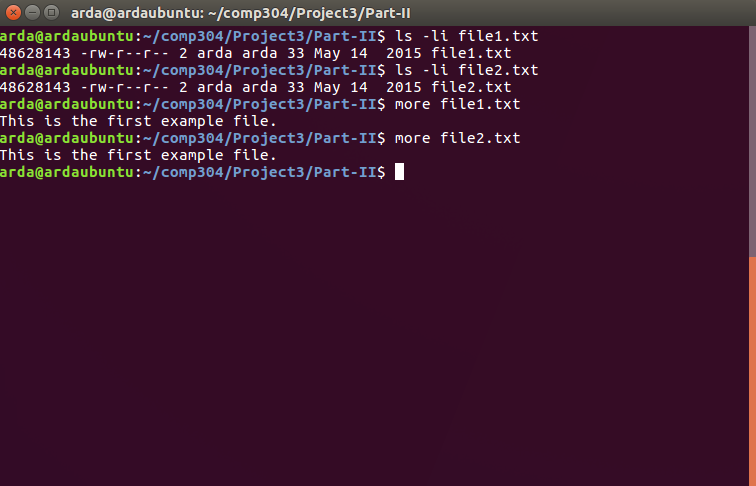 arda@ardaubuntu: ~/comp304/Project3/Part-II
arda@ardaubuntu:~/comp304/Project3/Part-II$ ls -li file1.txt
48628143 -rw-r--r-- 2 arda arda 33 May 14  2015 file1.txt
arda@ardaubuntu:~/comp304/Project3/Part-II$ ls -li file2.txt
48628143 -rw-r--r-- 2 arda arda 33 May 14  2015 file2.txt
arda@ardaubuntu:~/comp304/Project3/Part-II$ more file1.txt
This is the first example file.
arda@ardaubuntu:~/comp304/Project3/Part-II$ more file2.txt
This is the first example file.
arda@ardaubuntu:~/comp304/Project3/Part-II$